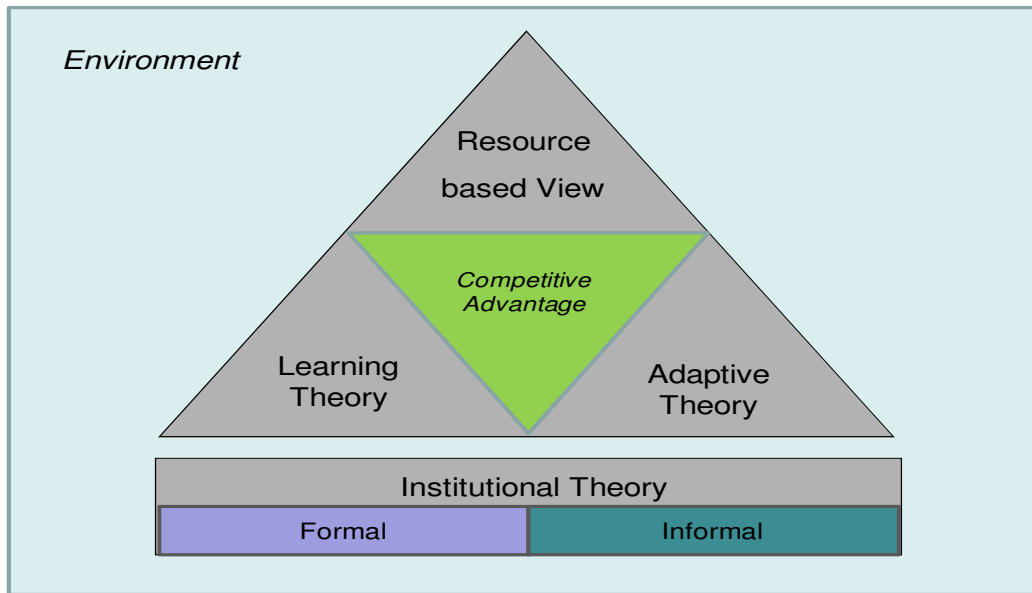 Environment
Resource
based View
Competitive
Advantage
Learning
Theory
Adaptive
Theory
Institutional Theory
Formal
Informal